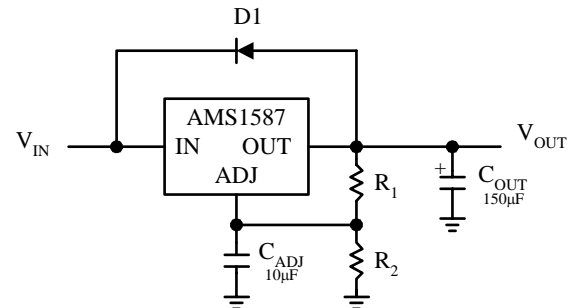 D1
AMS1587
V_IN IN OUT V_OUT
ADJ
+
R_1
C_OUT
150μF
C_ADJ
10μF
R_2